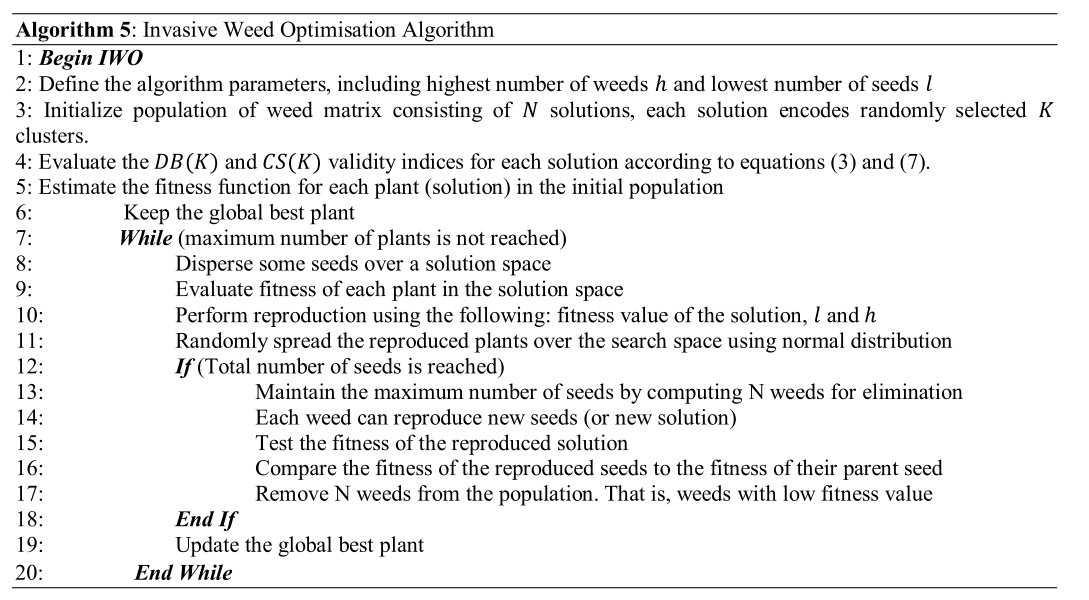 Algorithm 5: Invasive Weed Optimisation Algorithm
1: Begin IWO
2: Define the algorithm parameters, including highest number of weeds h and lowest number of seeds l
3: Initialize population of weed matrix consisting of N solutions, each solution encodes randomly selected K
clusters.
4: Evaluate the DB(K) and CS(K) validity indices for each solution according to equations (3) and (7).
5: Estimate the fitness function for each plant (solution) in the initial population
6: Keep the global best plant
7: While (maximum number of plants is not reached)
8: Disperse some seeds over a solution space
9: Evaluate fitness of each plant in the solution space
10: Perform reproduction using the following: fitness value of the solution, l and h
11: Randomly spread the reproduced plants over the search space using normal distribution
12: If (Total number of seeds is reached)
13: Maintain the maximum number of seeds by computing N weeds for elimination
14: Each weed can reproduce new seeds (or new solution)
15: Test the fitness of the reproduced solution
16: Compare the fitness of the reproduced seeds to the fitness of their parent seed
17: Remove N weeds from the population. That is, weeds with low fitness value
18: End If
19: Update the global best plant
20: End While